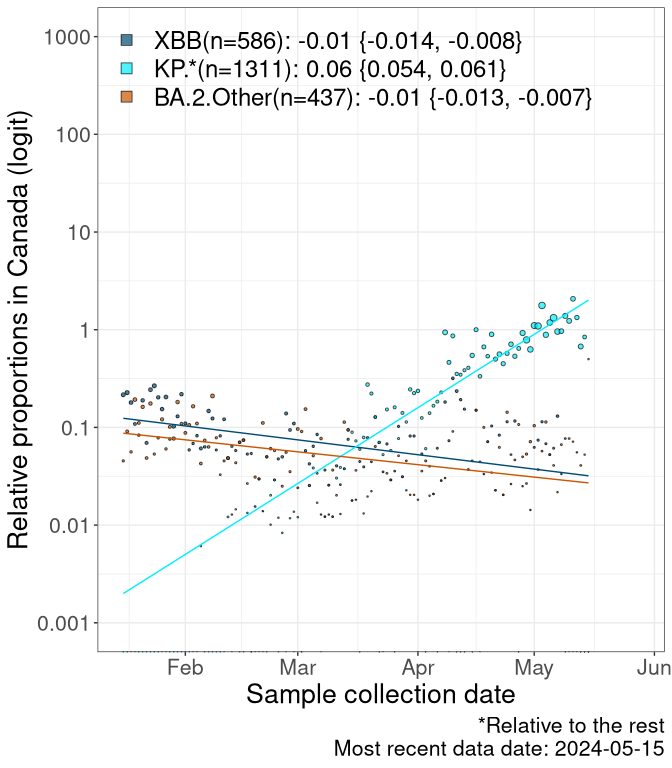 XBB(n=586): -0.01 {-0.014, -0.008}
KP.*(n=1311): 0.06 {0.054, 0.061}
BA.2.Other(n=437): -0.01 {-0.013, -0.007}
Relative proportions in Canada (logit)
1000
100
10
1
0.1
0.01
0.001
Feb Mar Apr May Jun
Sample collection date
*Relative to the rest
Most recent data date: 2024-05-15